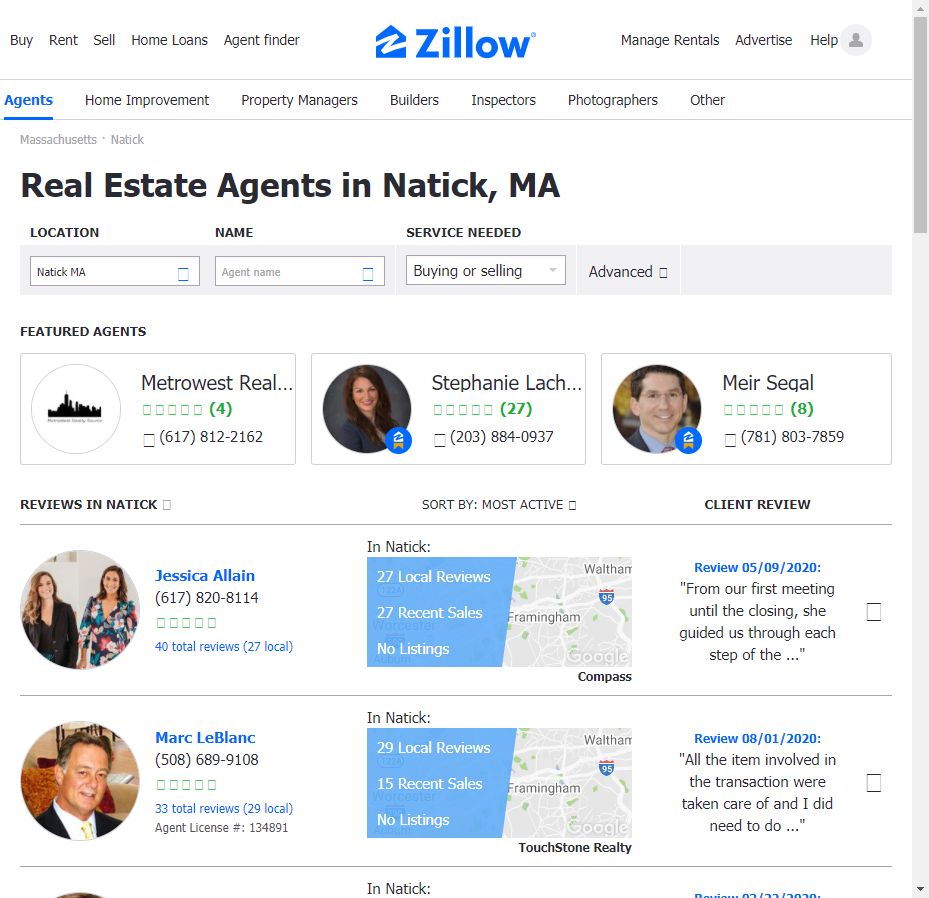 Buy Rent Sell Home Loans Agent finder Zillow® Manage Rentals Advertise Help
Agents Home Improvement Property Managers Builders Inspectors Photographers Other
Massachusetts · Natick
Real Estate Agents in Natick, MA
LOCATION NAME SERVICE NEEDED
Natick MA Agent name Buying or selling Advanced
FEATURED AGENTS
Metrowest Real...
(4)
(617) 812-2162
Stephanie Lach...
(27)
(203) 884-0937
Meir Segal
(8)
(781) 803-7859
REVIEWS IN NATICK SORT BY: MOST ACTIVE CLIENT REVIEW
Jessica Allain
(617) 820-8114
40 total reviews (27 local)
In Natick:
27 Local Reviews
27 Recent Sales
No Listings
Waltham
95
Framingham
Worcester
Auburn
122A
Google
Compass
Review 05/09/2020:
"From our first meeting
until the closing, she
guided us through each
step of the ..."
Marc LeBlanc
(508) 689-9108
33 total reviews (29 local)
Agent License #: 134891
In Natick:
29 Local Reviews
15 Recent Sales
No Listings
Waltham
95
Framingham
Worcester
Auburn
122A
Google
TouchStone Realty
Review 08/01/2020:
"All the item involved in
the transaction were
taken care of and I did
need to do ..."
In Natick: